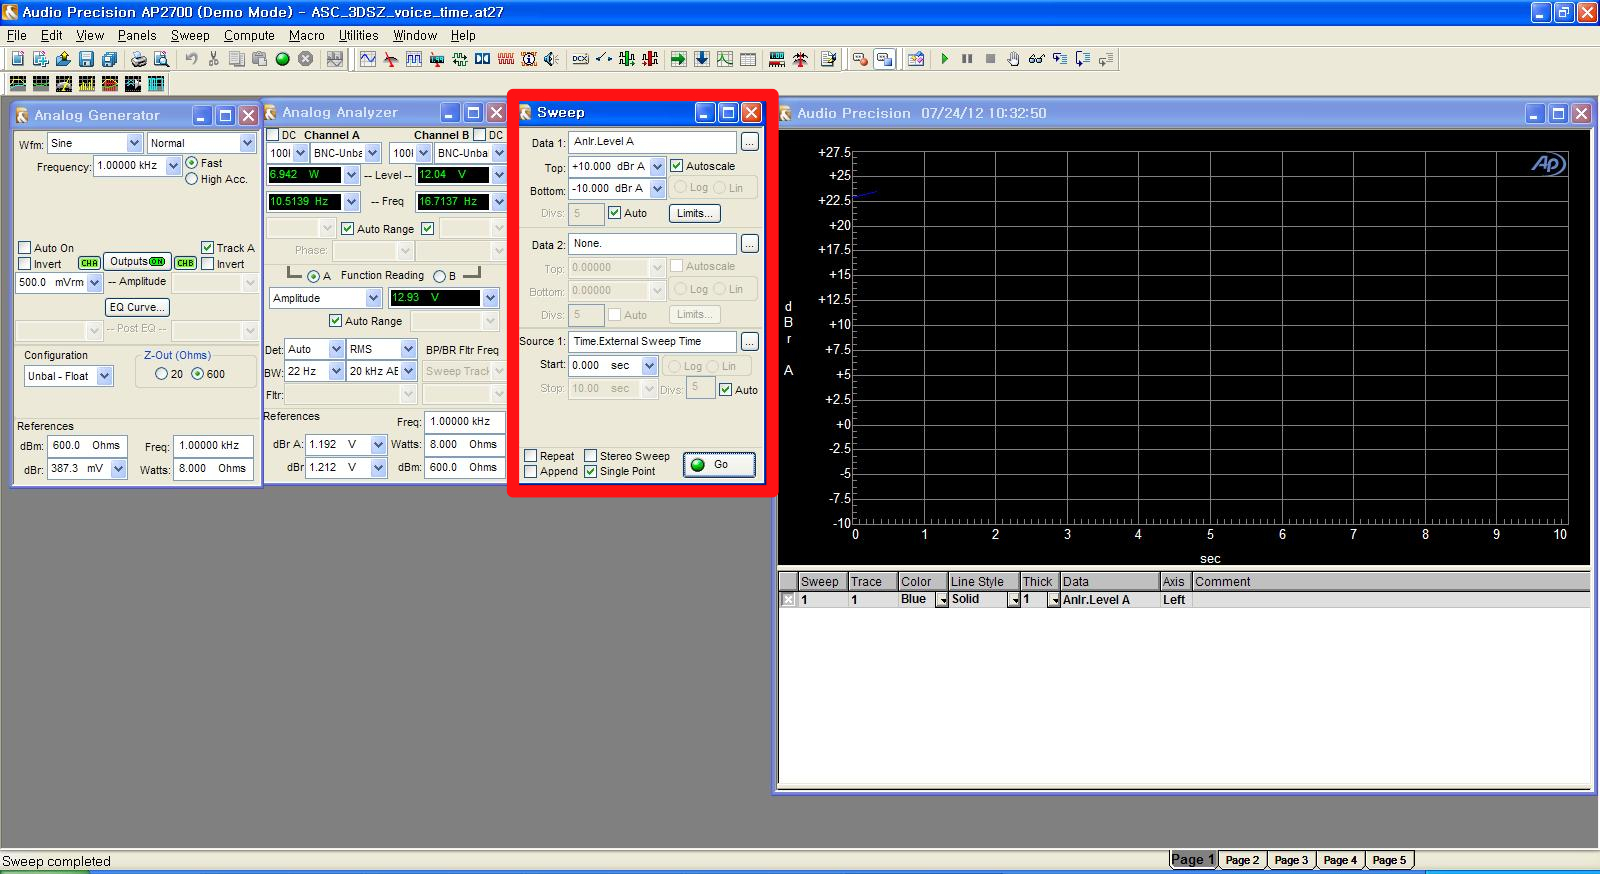 Audio Precision AP2700 (Demo Mode) - ASC_3DSZ_voice_time.at27
File Edit View Panels Sweep Compute Macro Utilities Window Help
Analog Generator
Wfm: Sine Normal
Frequency: 1.00000 kHz Fast
High Acc.
Auto On Track A
Invert CHA Outputs ON CHB Invert
500.0 mVrm -- Amplitude
EQ Curve...
-- Post EQ --
Configuration Z-Out (Ohms)
Unbal - Float 20 600
References
dBm: 600.0 Ohms Freq: 1.00000 kHz
dBr: 387.3 mV Watts: 8.000 Ohms
Analog Analyzer
DC Channel A Channel B DC
BNC-Unba BNC-Unba
6.942 W -- Level -- 12.04 V
10.5139 Hz -- Freq 16.7137 Hz
Auto Range
Phase:
A Function Reading B
Amplitude 12.93 V
Auto Range
Det: Auto RMS BP/BR Fltr Freq
BW: 22 Hz 20 kHz AE Sweep Track
Fltr:
References Freq: 1.00000 kHz
dBr A: 1.192 V Watts: 8.000 Ohms
dBr 1.212 V dBm: 600.0 Ohms
Sweep
Data 1: Anlr.Level A ...
Top: +10.000 dBr A Autoscale
Bottom: -10.000 dBr A Log Lin
Divs: 5 Auto Limits...
Data 2: None. ...
Top: 0.00000 Autoscale
Bottom: 0.00000 Log Lin
Divs: 5 Auto Limits...
Source 1: Time.External Sweep Time ...
Start: 0.000 sec Log Lin
Stop: 10.00 sec Divs: 5 Auto
Repeat Stereo Sweep
Append Single Point Go
Audio Precision 07/24/12 10:32:50
Ap
+27.5
+25
+22.5
+20
+17.5
+15
+12.5
+10
+7.5
+5
+2.5
+0
-2.5
-5
-7.5
-10
d
B
r
A
0 1 2 3 4 5 6 7 8 9 10
sec
Sweep Trace Color Line Style Thick Data Axis Comment
1 1 Blue Solid 1 Anlr.Level A Left
Sweep completed
Page 1 Page 2 Page 3 Page 4 Page 5